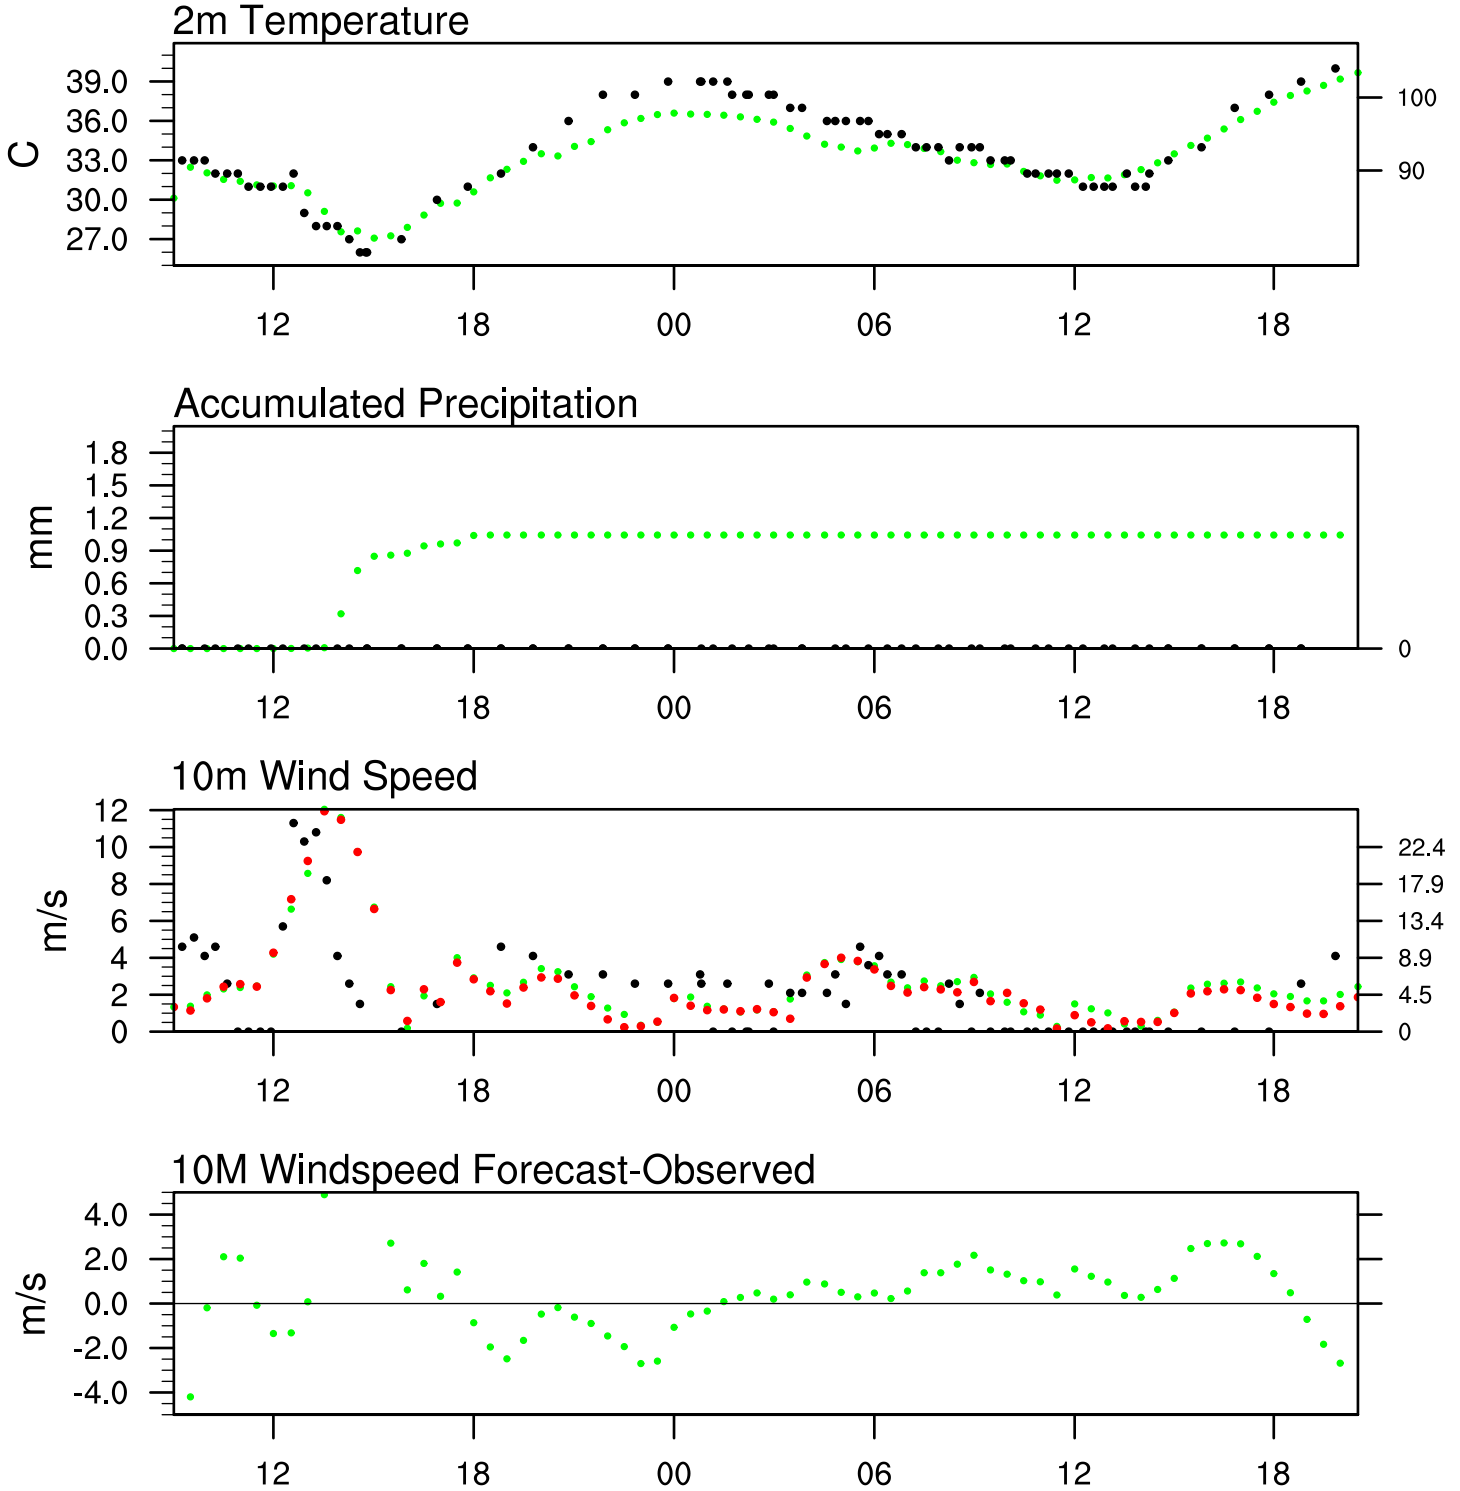 2m Temperature
39.0
36.0
33.0
30.0
27.0
C
100
90
12 18 00 06 12 18
Accumulated Precipitation
1.8
1.5
1.2
0.9
0.6
0.3
0.0
mm
0
12 18 00 06 12 18
10m Wind Speed
12
10
8
6
4
2
0
m/s
22.4
17.9
13.4
8.9
4.5
0
12 18 00 06 12 18
10M Windspeed Forecast-Observed
4.0
2.0
0.0
-2.0
-4.0
m/s
12 18 00 06 12 18